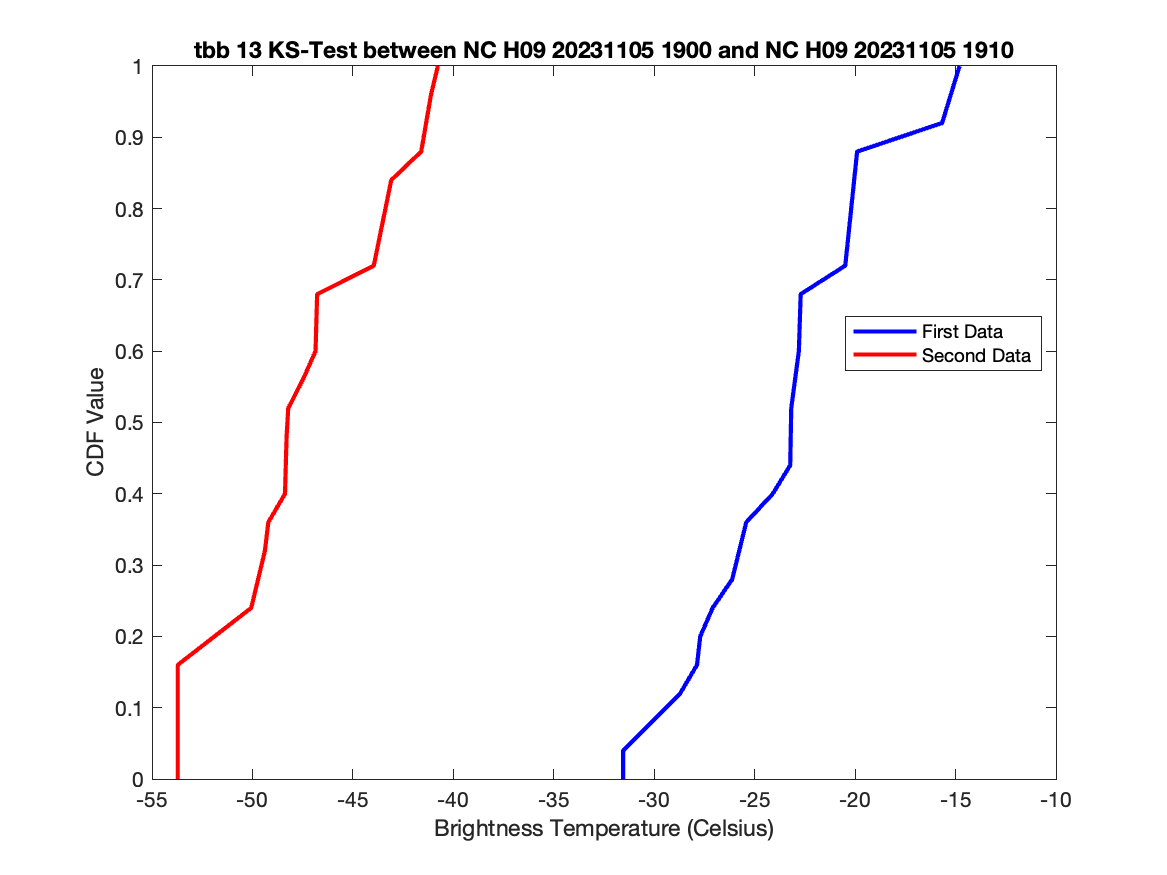 tbb 13 KS-Test between NC H09 20231105 1900 and NC H09 20231105 1910
1
0.9
0.8
0.7
0.6
0.5
0.4
0.3
0.2
0.1
0
CDF Value
First Data
Second Data
-55 -50 -45 -40 -35 -30 -25 -20 -15 -10
Brightness Temperature (Celsius)